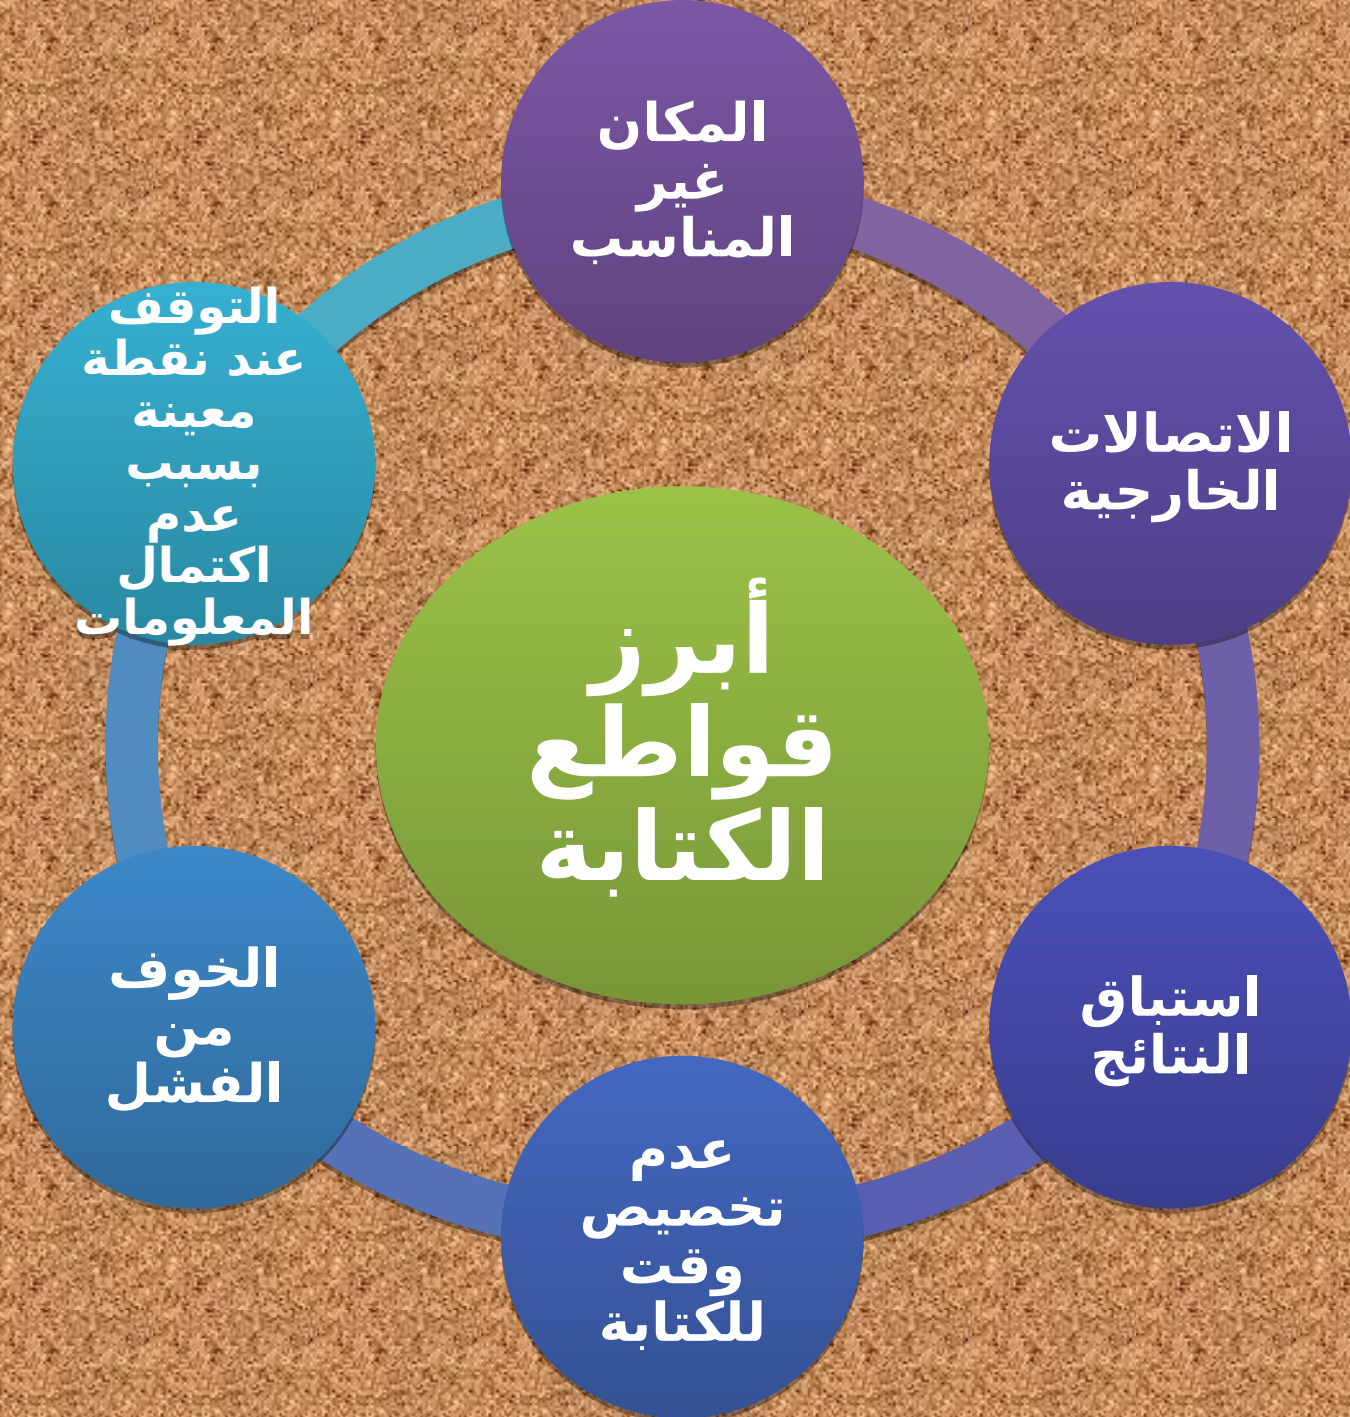 المكان
غير
المناسب
الاتصالات
الخارجية
استباق
النتائج
عدم
تخصيص
وقت
للكتابة
الخوف
من
الفشل
التوقف
عند نقطة
معينة
بسبب
عدم
اكتمال
المعلومات
أبرز
قواطع
الكتابة